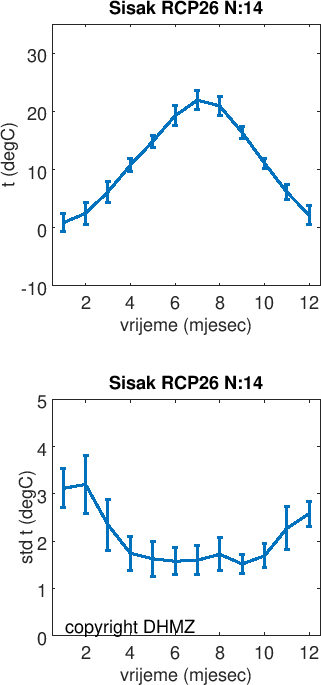 Sisak RCP26 N:14
30
20
10
0
-10
t (degC)
2 4 6 8 10 12
vrijeme (mjesec)
Sisak RCP26 N:14
5
4
3
2
1
0
std t (degC)
copyright DHMZ
2 4 6 8 10 12
vrijeme (mjesec)